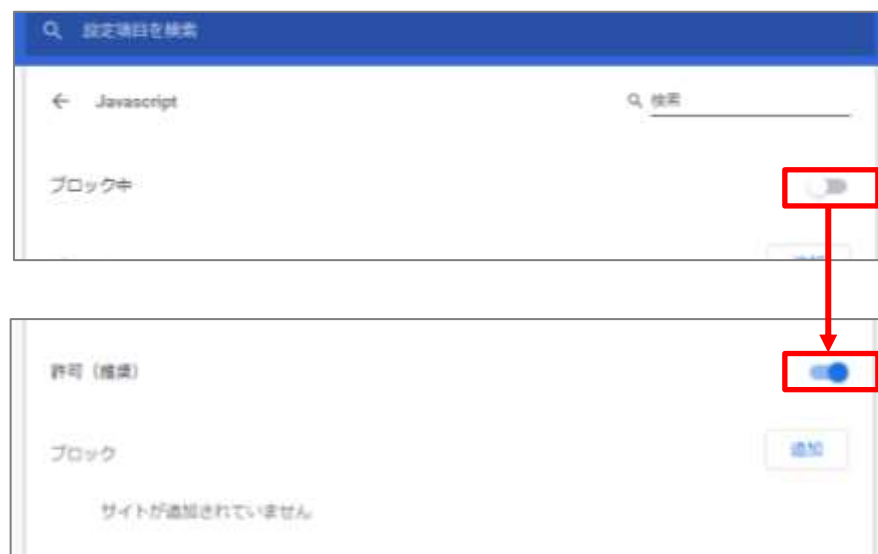 設定項目を検索
Javascript
検索
ブロック中
許可（推奨）
ブロック
追加
サイトが追加されていません